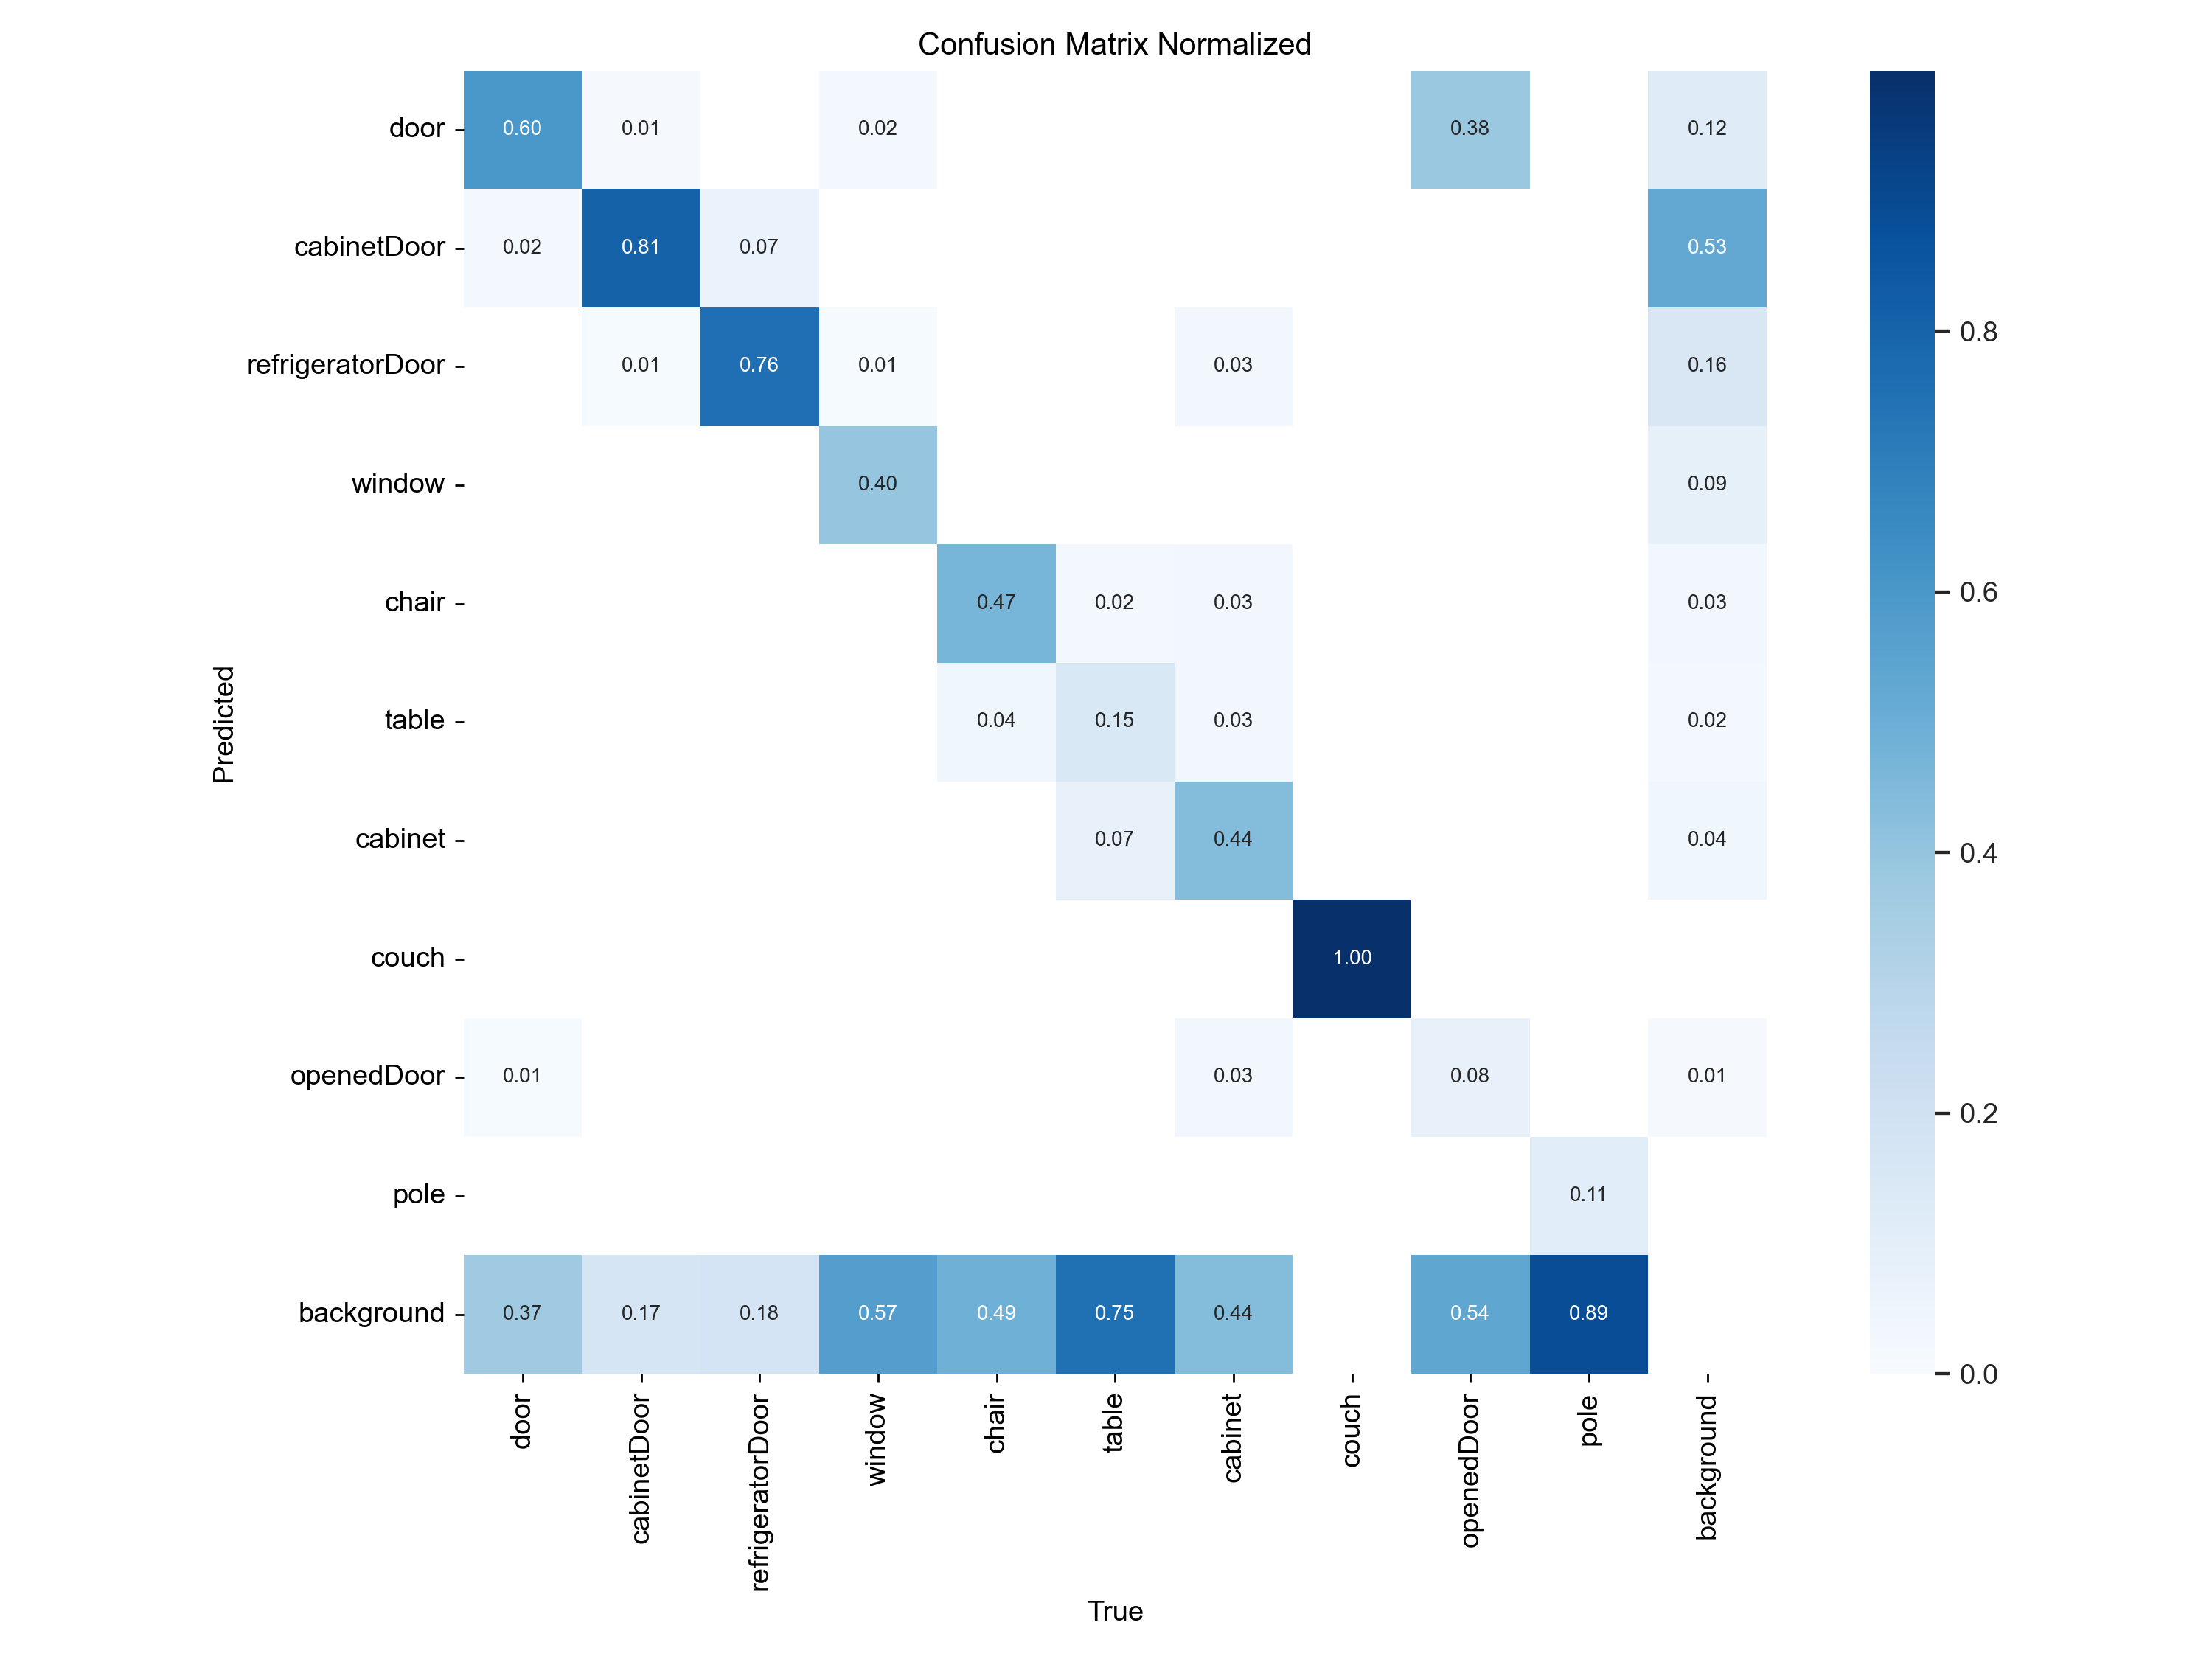 Confusion Matrix Normalized
door 0.60 0.01 0.02 0.38 0.12
cabinetDoor 0.02 0.81 0.07 0.53
refrigeratorDoor 0.01 0.76 0.01 0.03 0.16
window 0.40 0.09
chair 0.47 0.02 0.03 0.03
table 0.04 0.15 0.03 0.02
cabinet 0.07 0.44 0.04
couch 1.00
openedDoor 0.01 0.03 0.08 0.01
pole 0.11
background 0.37 0.17 0.18 0.57 0.49 0.75 0.44 0.54 0.89
Predicted
door cabinetDoor refrigeratorDoor window chair table cabinet couch openedDoor pole background
True
0.8
0.6
0.4
0.2
0.0